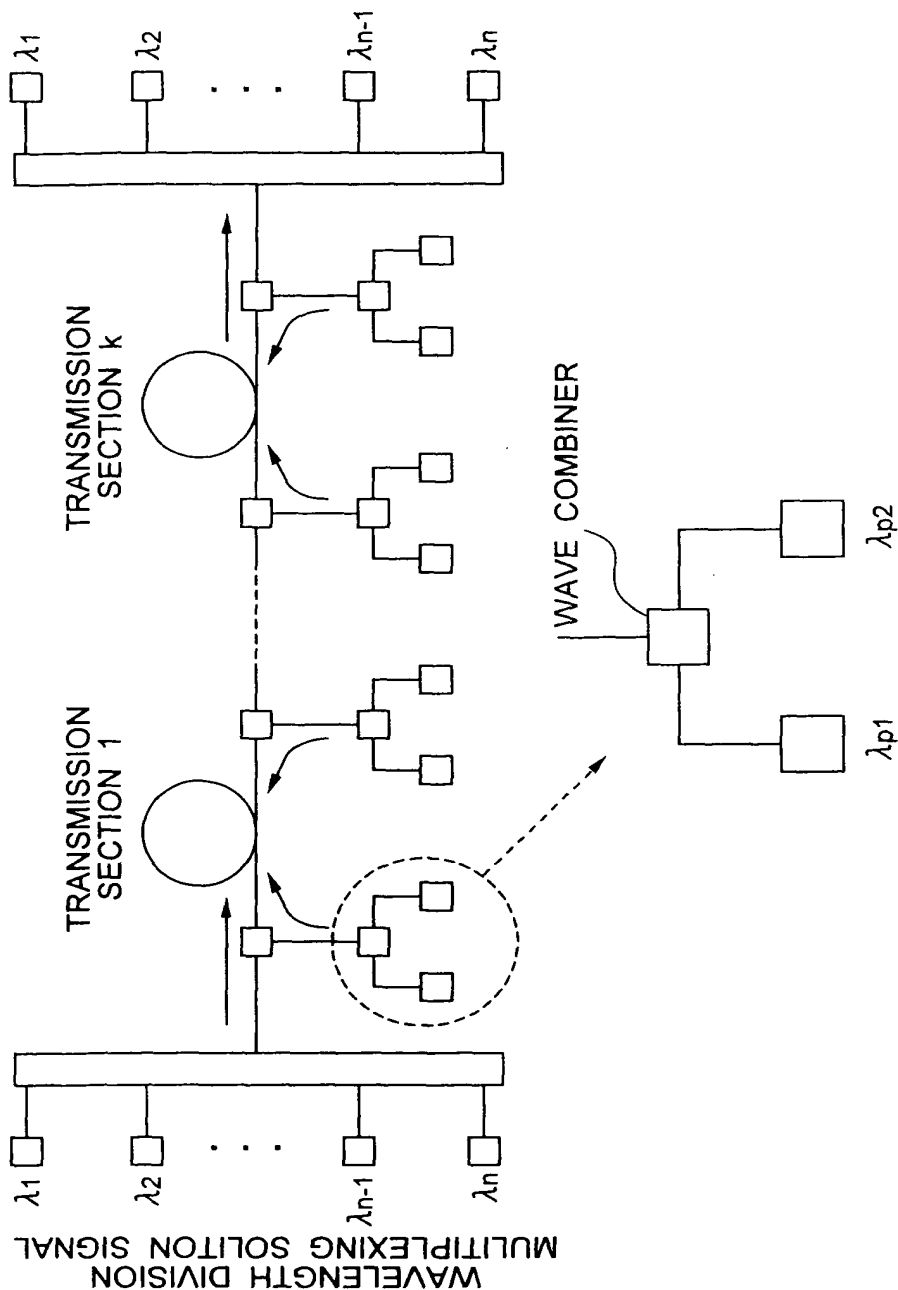 WAVELENGTH DIVISION
MULITIPLEXING SOLITON SIGNAL
λ1
λ2
. . .
λn-1
λn
TRANSMISSION
SECTION 1
TRANSMISSION
SECTION k
λ1
λ2
. . .
λn-1
λn
WAVE COMBINER
λp1
λp2